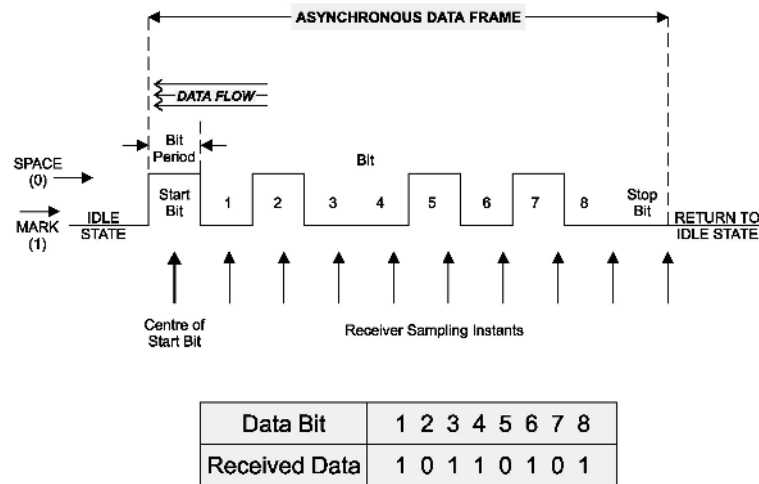 ASYNCHRONOUS DATA FRAME
DATA FLOW
Bit
Period
Bit
SPACE
(0)
MARK
(1)
IDLE
STATE
Start
Bit
1 2 3 4 5 6 7 8
Stop
Bit
RETURN TO
IDLE STATE
Centre of
Start Bit
Receiver Sampling Instants
Data Bit 1 2 3 4 5 6 7 8
Received Data 1 0 1 1 0 1 0 1